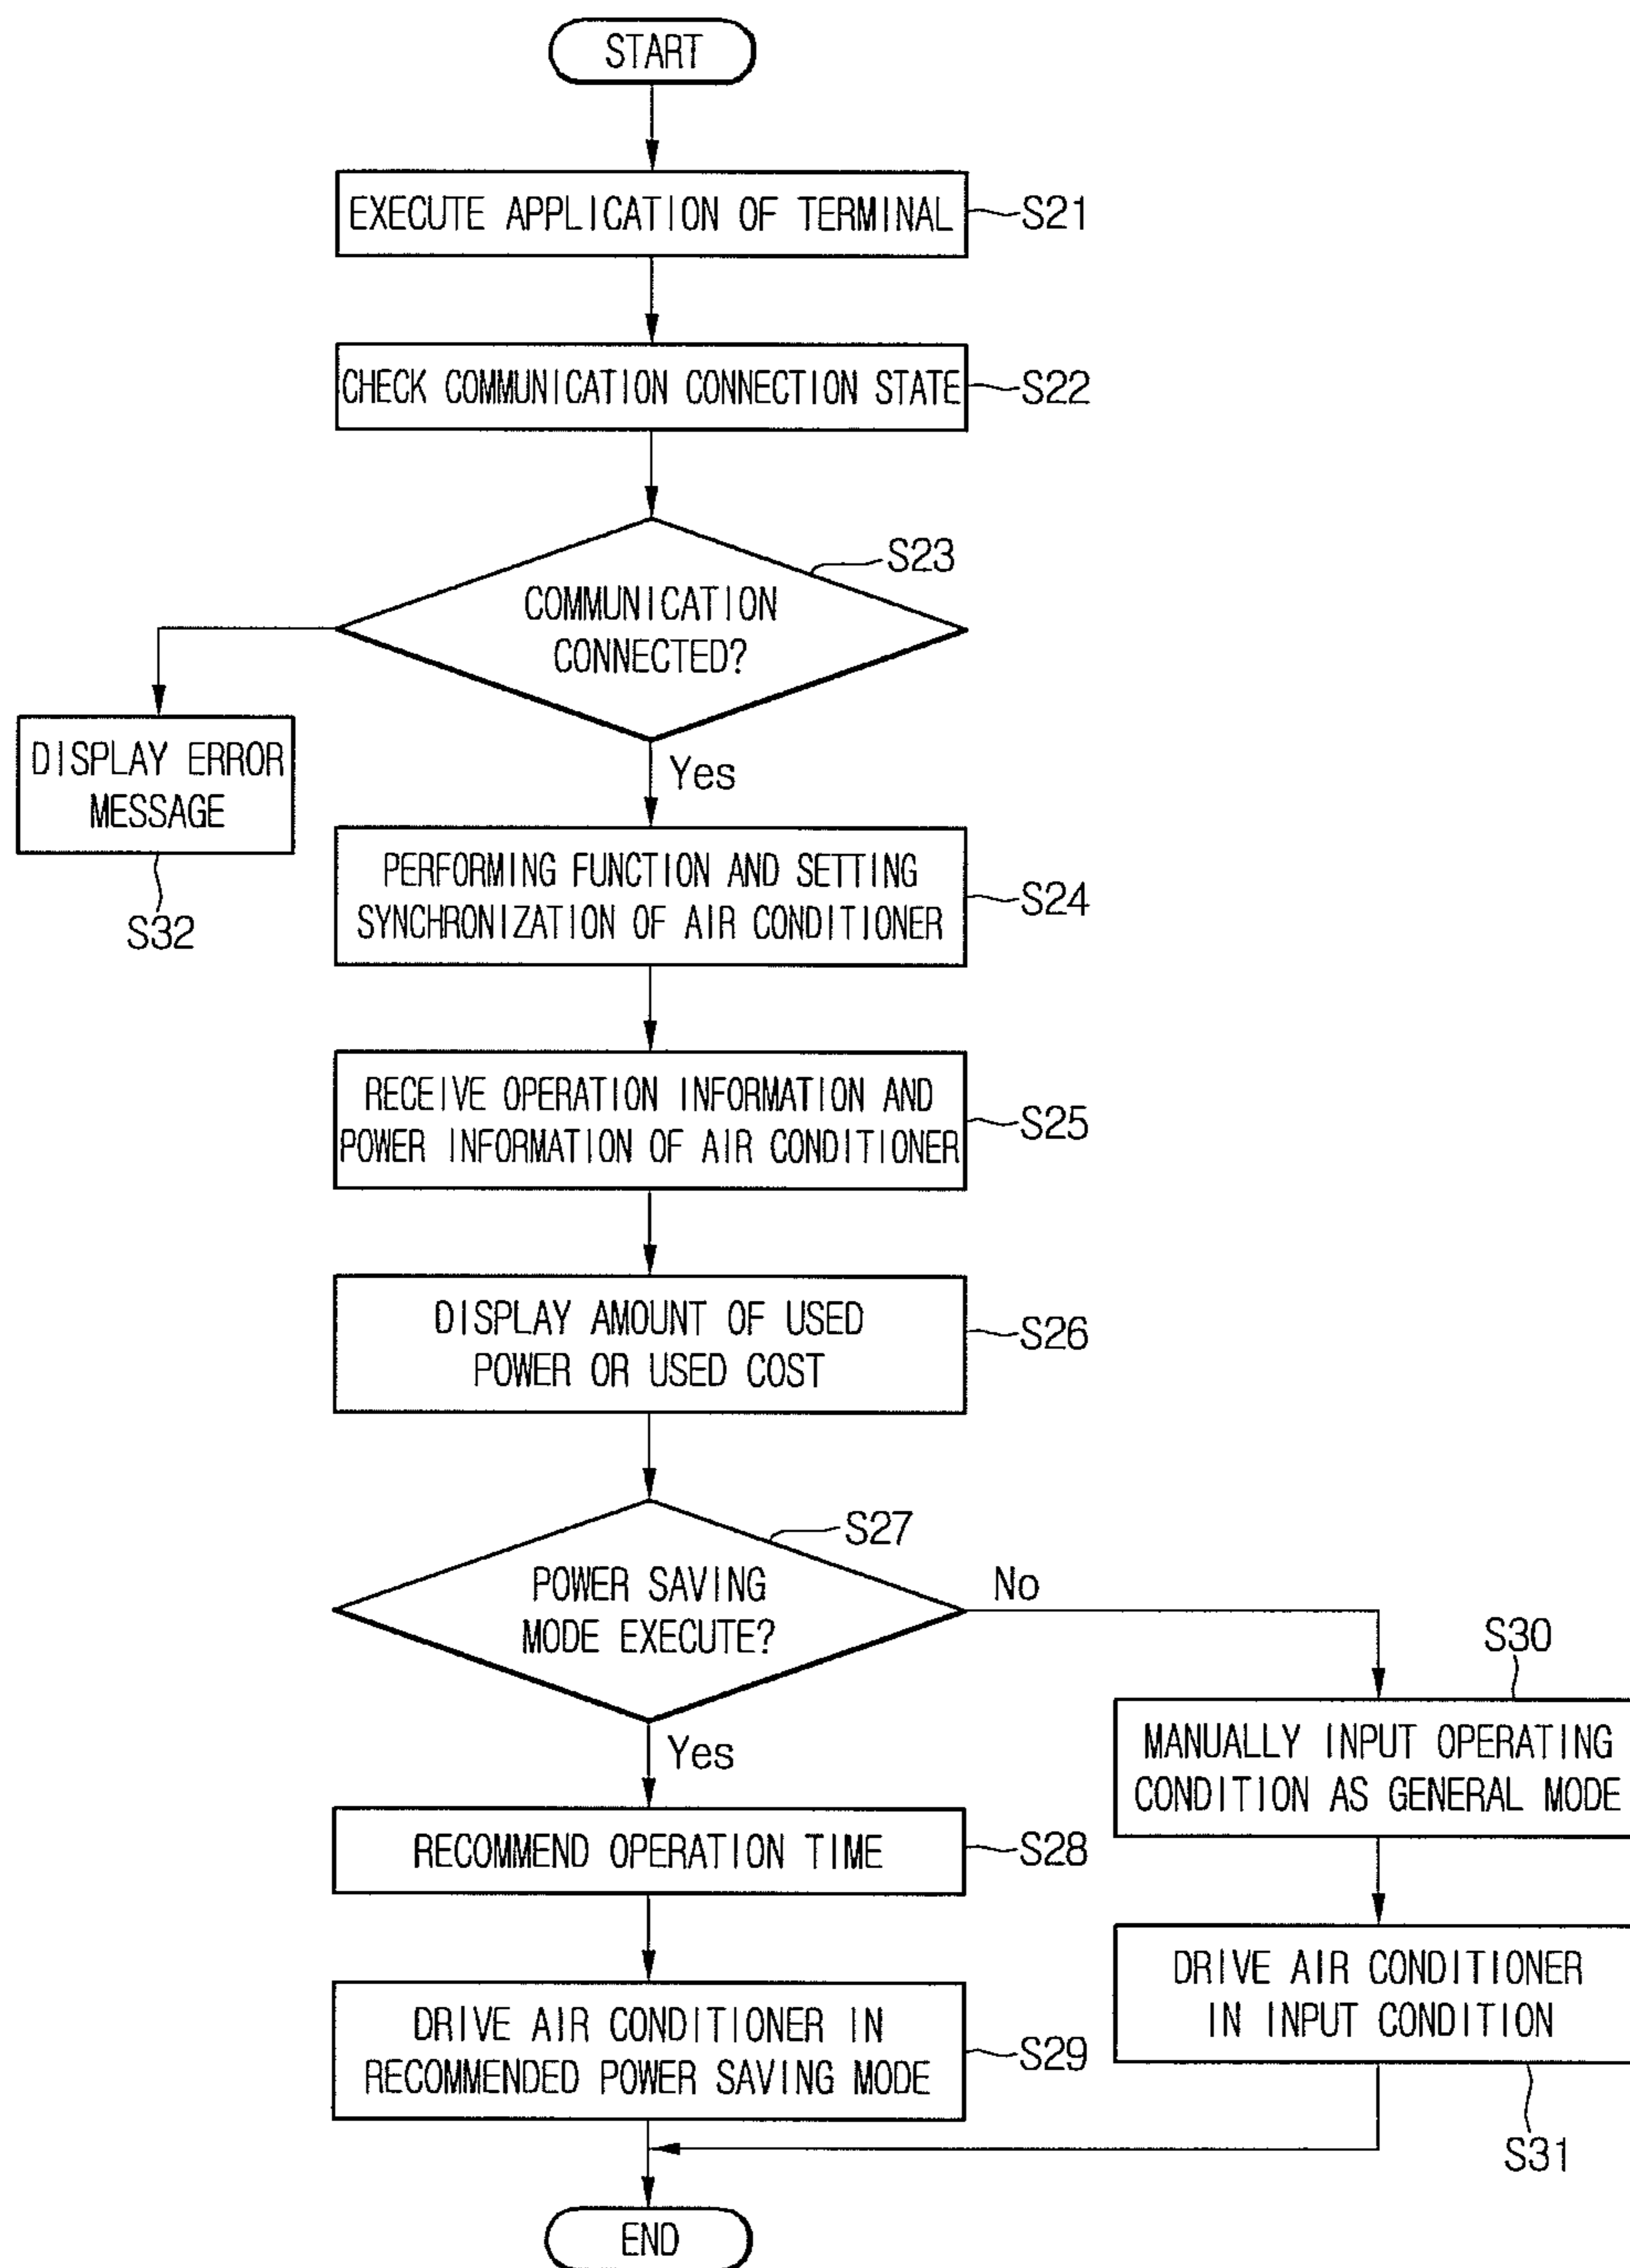 START
EXECUTE APPLICATION OF TERMINAL
S21
CHECK COMMUNICATION CONNECTION STATE
S22
S23
COMMUNICATION
CONNECTED?
DISPLAY ERROR
MESSAGE
S32
Yes
PERFORMING FUNCTION AND SETTING
SYNCHRONIZATION OF AIR CONDITIONER
S24
RECEIVE OPERATION INFORMATION AND
POWER INFORMATION OF AIR CONDITIONER
S25
DISPLAY AMOUNT OF USED
POWER OR USED COST
S26
S27
POWER SAVING
MODE EXECUTE?
No
Yes
S30
MANUALLY INPUT OPERATING
CONDITION AS GENERAL MODE
RECOMMEND OPERATION TIME
S28
DRIVE AIR CONDITIONER
IN INPUT CONDITION
S31
DRIVE AIR CONDITIONER IN
RECOMMENDED POWER SAVING MODE
S29
END